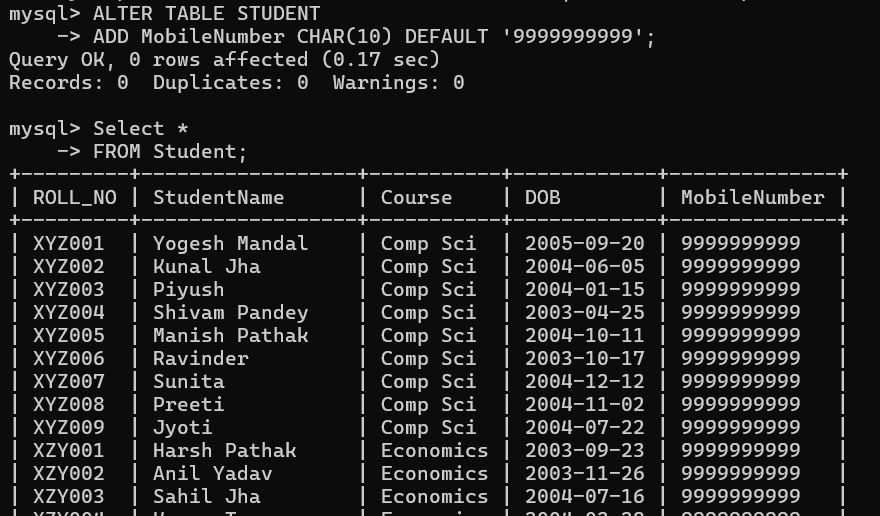 mysql> ALTER TABLE STUDENT
    -> ADD MobileNumber CHAR(10) DEFAULT '9999999999';
Query OK, 0 rows affected (0.17 sec)
Records: 0  Duplicates: 0  Warnings: 0

mysql> Select *
    -> FROM Student;
+---------+------------------+-----------+------------+--------------+
| ROLL_NO | StudentName      | Course    | DOB        | MobileNumber |
+---------+------------------+-----------+------------+--------------+
| XYZ001  | Yogesh Mandal    | Comp Sci  | 2005-09-20 | 9999999999   |
| XYZ002  | Kunal Jha        | Comp Sci  | 2004-06-05 | 9999999999   |
| XYZ003  | Piyush           | Comp Sci  | 2004-01-15 | 9999999999   |
| XYZ004  | Shivam Pandey    | Comp Sci  | 2003-04-25 | 9999999999   |
| XYZ005  | Manish Pathak    | Comp Sci  | 2004-10-11 | 9999999999   |
| XYZ006  | Ravinder         | Comp Sci  | 2003-10-17 | 9999999999   |
| XYZ007  | Sunita           | Comp Sci  | 2004-12-12 | 9999999999   |
| XYZ008  | Preeti           | Comp Sci  | 2004-11-02 | 9999999999   |
| XYZ009  | Jyoti            | Comp Sci  | 2004-07-22 | 9999999999   |
| XZY001  | Harsh Pathak     | Economics | 2003-09-23 | 9999999999   |
| XZY002  | Anil Yadav       | Economics | 2003-11-26 | 9999999999   |
| XZY003  | Sahil Jha        | Economics | 2004-07-16 | 9999999999   |